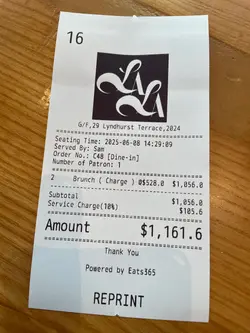 16
LALA
G/F,29 Lyndhurst Terrace,2024
Seating Time: 2025-06-08 14:29:09
Served By: Sam
Order No.: C48 [Dine-in]
Number of Patron: 1
2 Brunch ( Charge ) @$528.0 $1,056.0
Subtotal $1,056.0
Service Charge(10%) $105.6
Amount $1,161.6
Thank You
Powered by Eats365
REPRINT